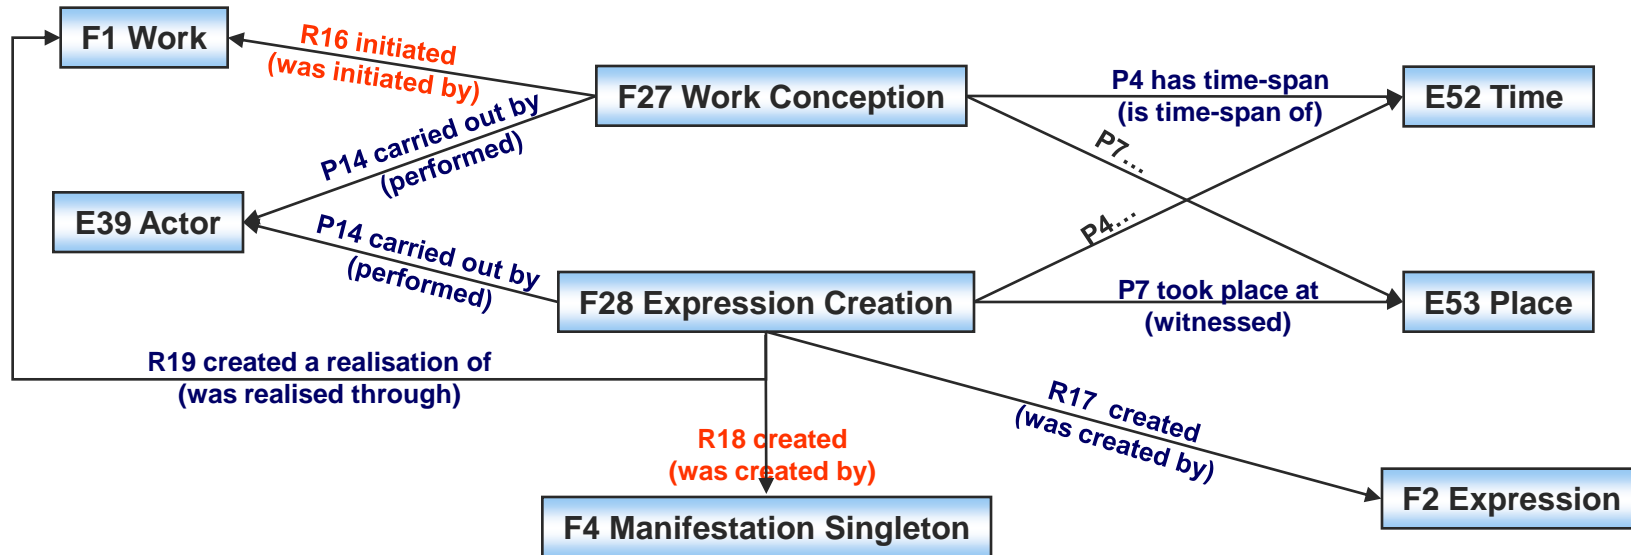 F1 Work
R16 initiated
(was initiated by)
F27 Work Conception
P4 has time-span
(is time-span of)
E52 Time
P14 carried out by
(performed)
P7...
E39 Actor
P14 carried out by
(performed)
P4...
F28 Expression Creation
P7 took place at
(witnessed)
E53 Place
R19 created a realisation of
(was realised through)
R17 created
(was created by)
R18 created
(was created by)
F4 Manifestation Singleton
F2 Expression